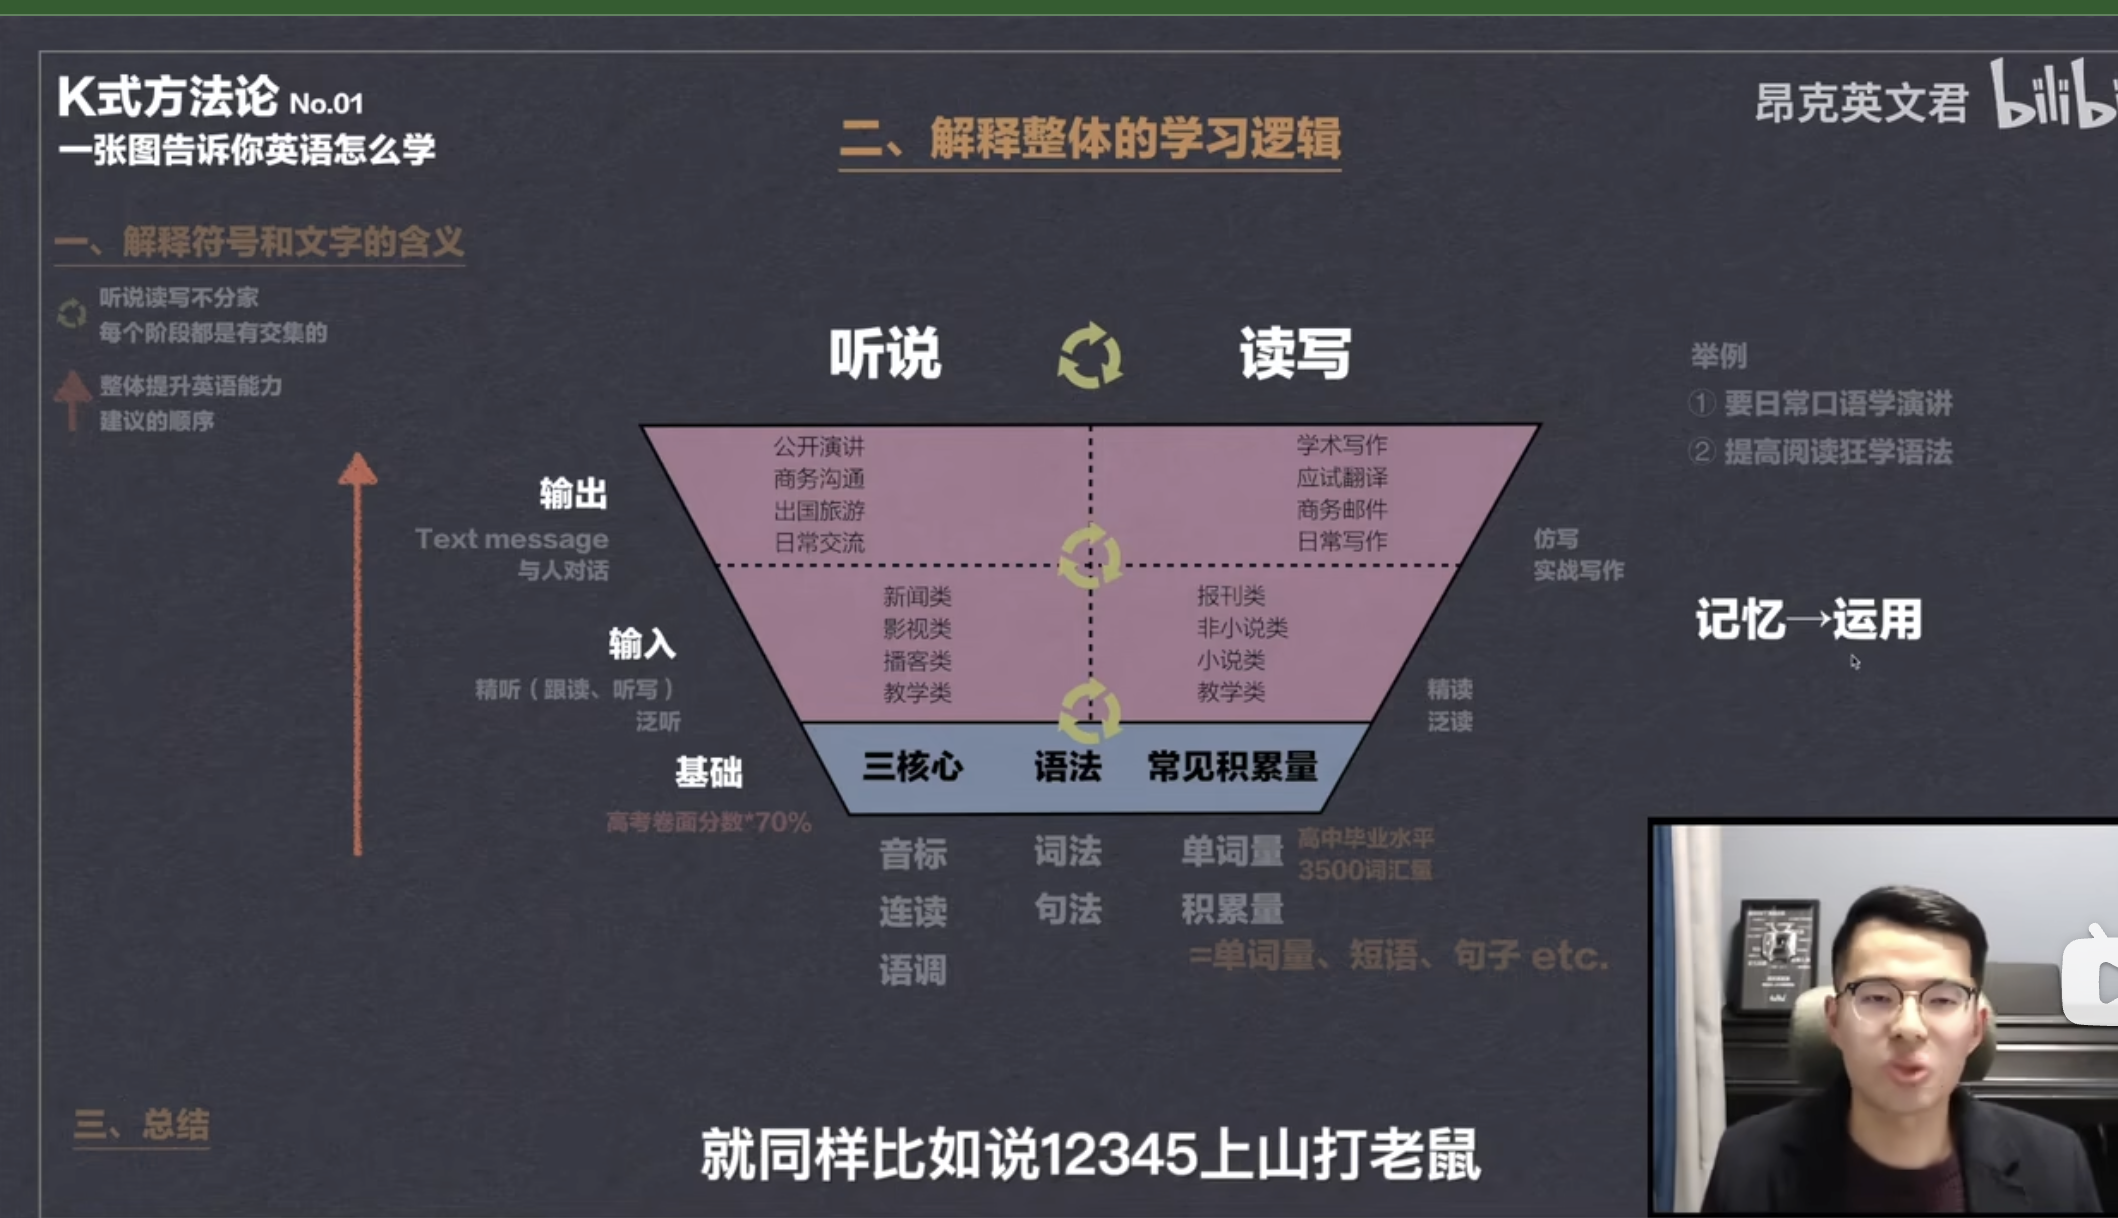 K式方法论 No.01
一张图告诉你英语怎么学
昂克英文君 bilibi
二、解释整体的学习逻辑
一、解释符号和文字的含义
听说读写不分家
每个阶段都是有交集的
整体提升英语能力
建议的顺序
听说 读写
举例
① 要日常口语学演讲
② 提高阅读狂学语法
输出
Text message
与人对话
公开演讲
商务沟通
出国旅游
日常交流
学术写作
应试翻译
商务邮件
日常写作
仿写
实战写作
记忆→运用
输入
精听（跟读、听写）
泛听
新闻类
影视类
播客类
教学类
报刊类
非小说类
小说类
教学类
精读
泛读
基础
高考卷面分数*70%
三核心 语法 常见积累量
音标
连读
语调
词法
句法
单词量
高中毕业水平
3500词汇量
积累量
=单词量、短语、句子 etc.
三、总结
就同样比如说12345上山打老鼠